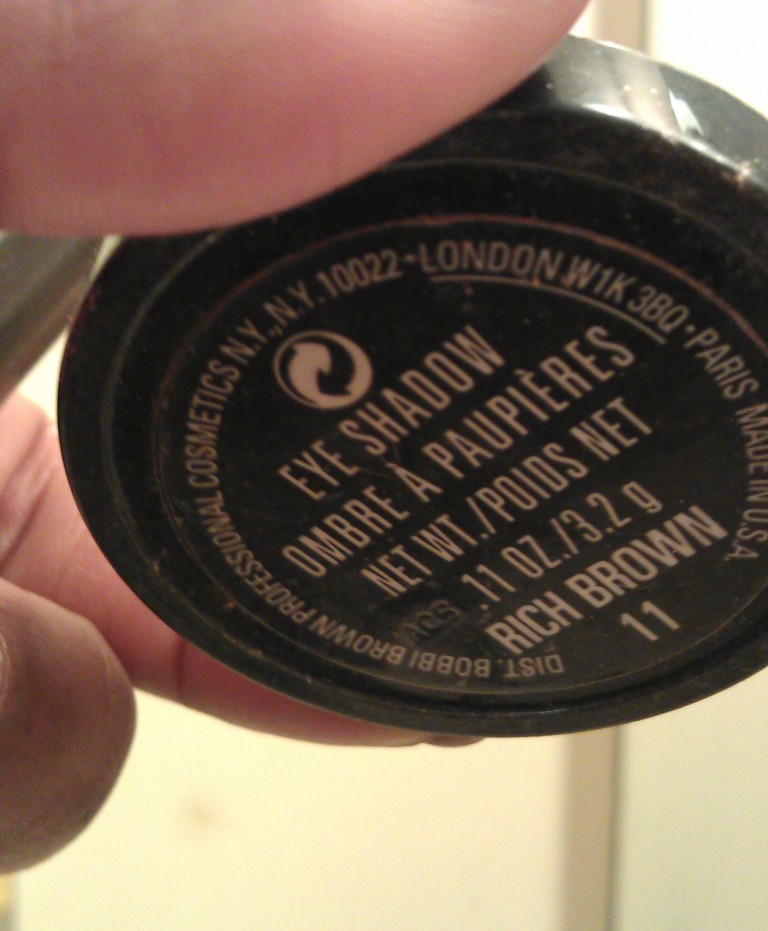 EYE SHADOW
OMBRE À PAUPIÈRES
NET WT./POIDS NET
.11 OZ./3.2 g
RICH BROWN
11
DIST. BOBBI BROWN PROFESSIONAL COSMETICS N.Y., N.Y. 10022 • LONDON W1K 3BQ • PARIS MADE IN U.S.A.